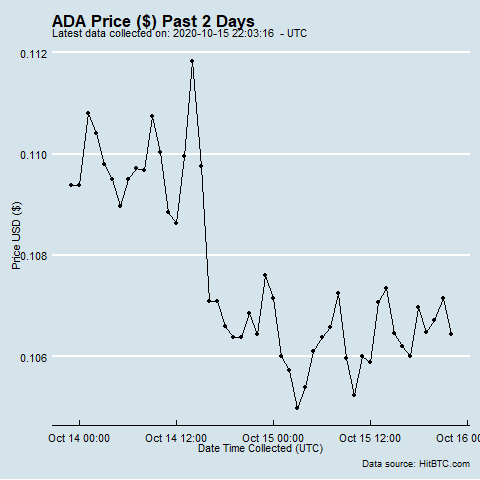 ADA Price ($) Past 2 Days
Latest data collected on: 2020-10-15 22:03:16 - UTC
0.112
0.110
0.108
0.106
Price USD ($)
Oct 14 00:00 Oct 14 12:00 Oct 15 00:00 Oct 15 12:00 Oct 16 00
Date Time Collected (UTC)
Data source: HitBTC.com